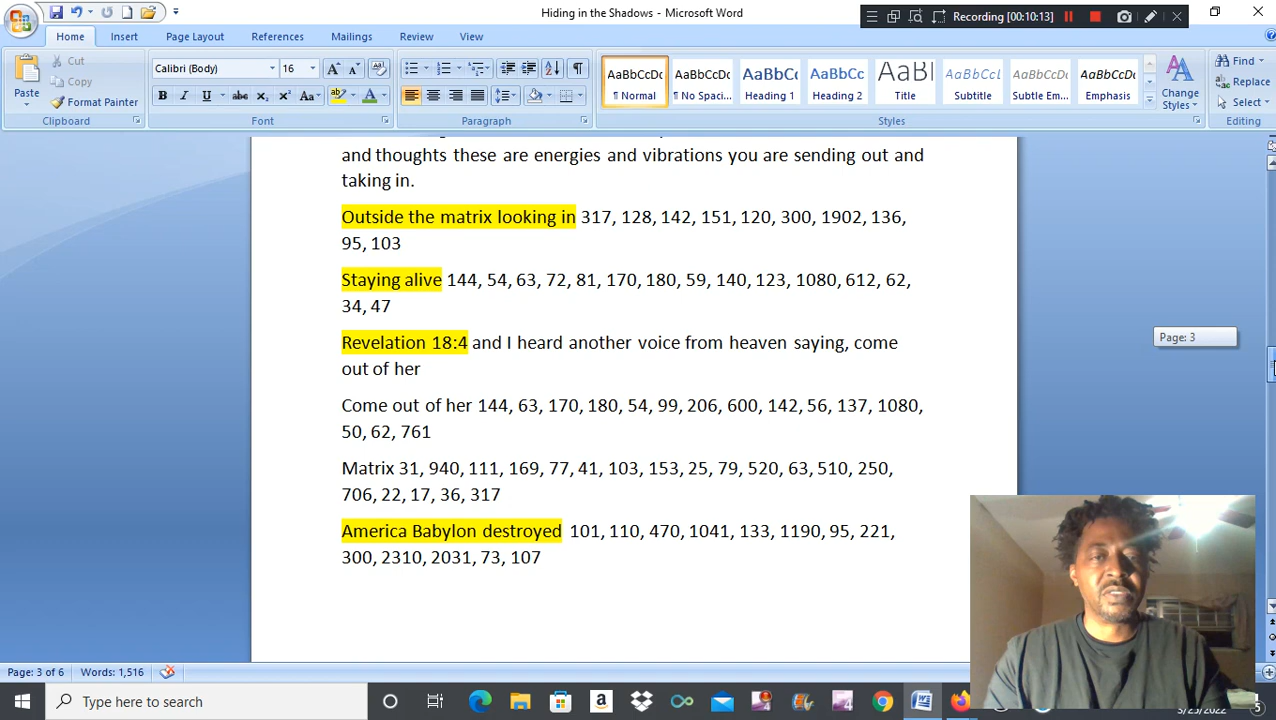 Hiding in the Shadows - Microsoft Word
Recording [00:10:13]
Home Insert Page Layout References Mailings Review View
Cut
Copy
Format Painter
Paste
Clipboard
Calibri (Body) 16
Font
Paragraph
AaBbCcDc AaBbCcDc AaBbCc AaBbCc AaBl AaBbCcl AaBbCcDc AaBbCcDc
¶ Normal ¶ No Spaci... Heading 1 Heading 2 Title Subtitle Subtle Em... Emphasis
Change
Styles
Styles
Find
Replace
Select
Editing
and thoughts these are energies and vibrations you are sending out and
taking in.
Outside the matrix looking in 317, 128, 142, 151, 120, 300, 1902, 136,
95, 103
Staying alive 144, 54, 63, 72, 81, 170, 180, 59, 140, 123, 1080, 612, 62,
34, 47
Revelation 18:4 and I heard another voice from heaven saying, come
out of her
Come out of her 144, 63, 170, 180, 54, 99, 206, 600, 142, 56, 137, 1080,
50, 62, 761
Matrix 31, 940, 111, 169, 77, 41, 103, 153, 25, 79, 520, 63, 510, 250,
706, 22, 17, 36, 317
America Babylon destroyed 101, 110, 470, 1041, 133, 1190, 95, 221,
300, 2310, 2031, 73, 107
Page: 3
Page: 3 of 6 Words: 1,516
Type here to search